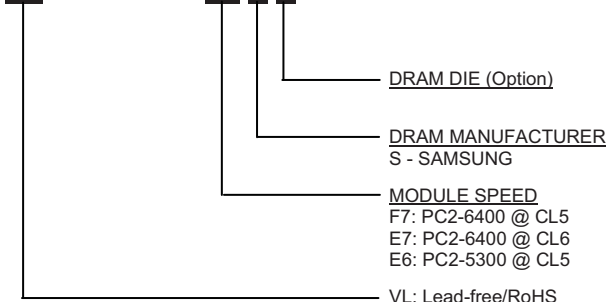 DRAM DIE (Option)
DRAM MANUFACTURER
S - SAMSUNG
MODULE SPEED
F7: PC2-6400 @ CL5
E7: PC2-6400 @ CL6
E6: PC2-5300 @ CL5
VL: Lead-free/RoHS